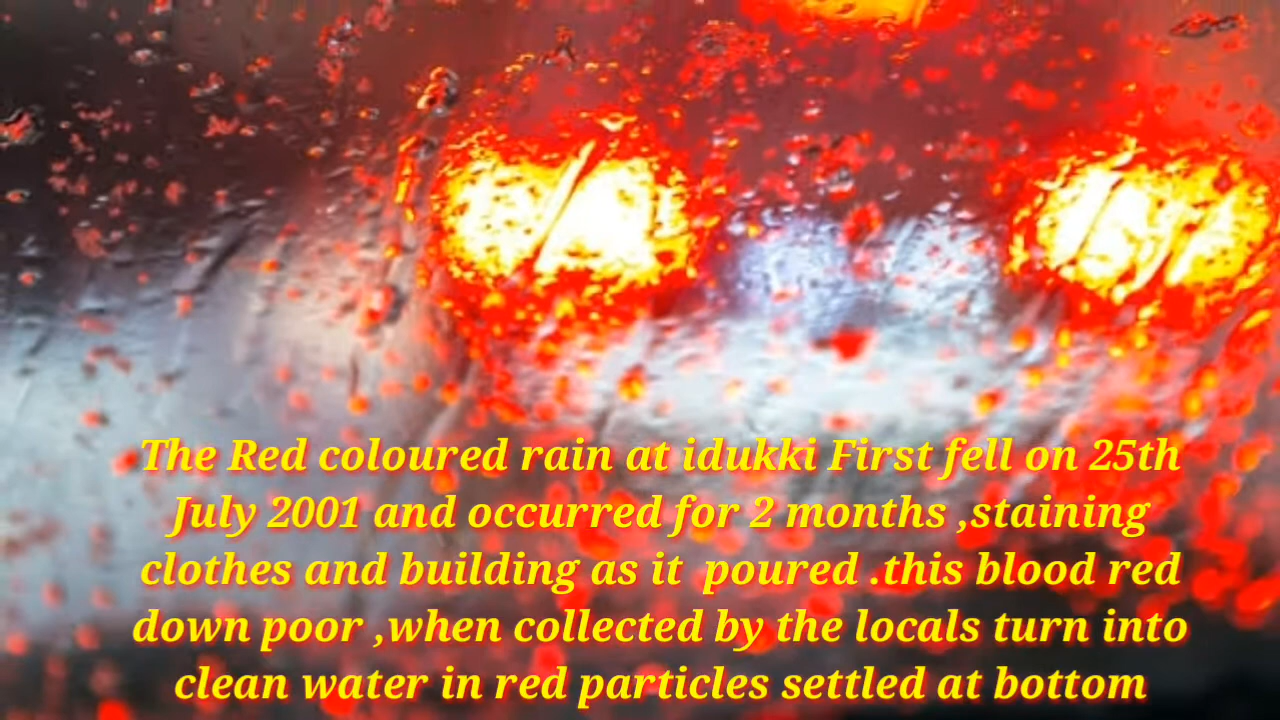 The Red coloured rain at idukki First fell on 25th
July 2001 and occurred for 2 months ,staining
clothes and building as it  poured .this blood red
down poor ,when collected by the locals turn into
clean water in red particles settled at bottom